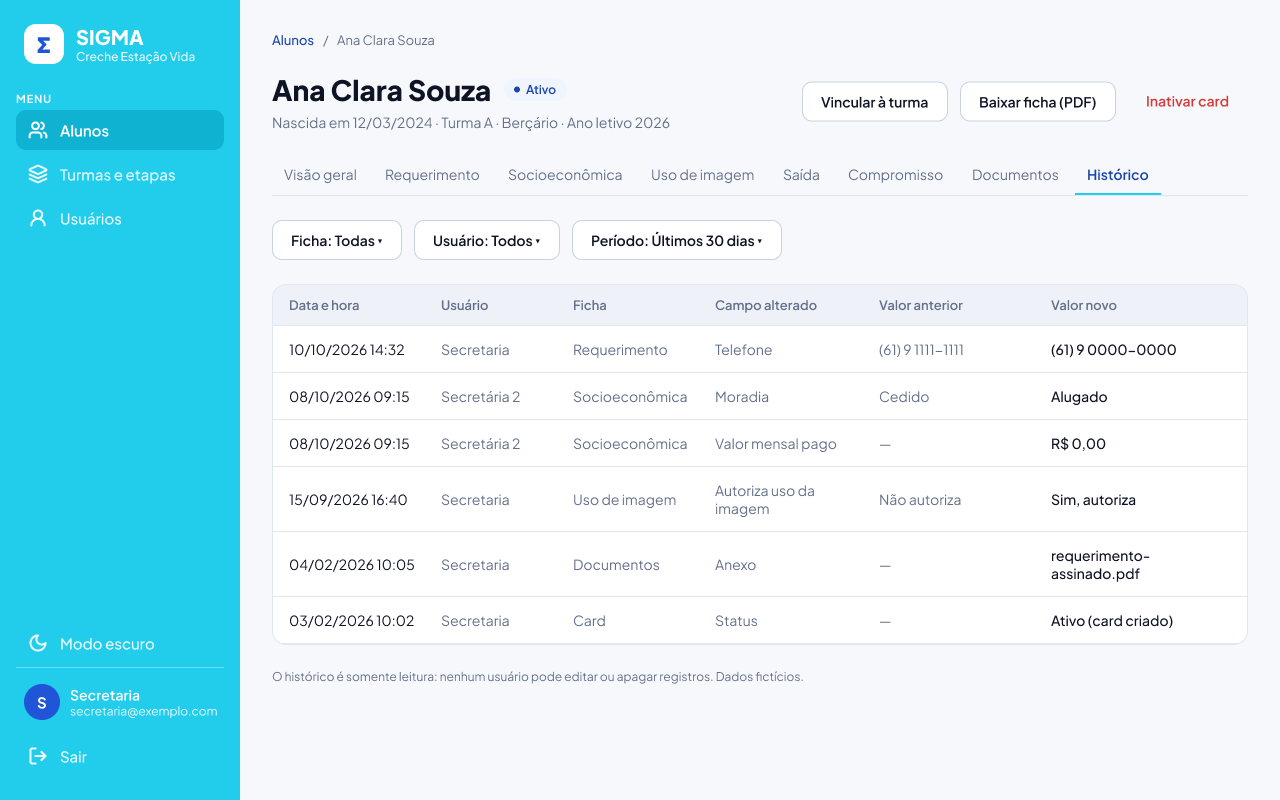 Σ
SIGMA
Creche Estação Vida
MENU
Alunos
Turmas e etapas
Usuários
Modo escuro
S
Secretaria
secretaria@exemplo.com
Sair
Alunos / Ana Clara Souza
Ana Clara Souza
Ativo
Nascida em 12/03/2024 · Turma A · Berçário · Ano letivo 2026
Vincular à turma
Baixar ficha (PDF)
Inativar card
Visão geral Requerimento Socioeconômica Uso de imagem Saída Compromisso Documentos Histórico
Ficha: Todas ▾ Usuário: Todos ▾ Período: Últimos 30 dias ▾
Data e hora Usuário Ficha Campo alterado Valor anterior Valor novo
10/10/2026 14:32 Secretaria Requerimento Telefone (61) 9 1111-1111 (61) 9 0000-0000
08/10/2026 09:15 Secretária 2 Socioeconômica Moradia Cedido Alugado
08/10/2026 09:15 Secretária 2 Socioeconômica Valor mensal pago — R$ 0,00
15/09/2026 16:40 Secretaria Uso de imagem Autoriza uso da
imagem Não autoriza Sim, autoriza
04/02/2026 10:05 Secretaria Documentos Anexo — requerimento-
assinado.pdf
03/02/2026 10:02 Secretaria Card Status — Ativo (card criado)
O histórico é somente leitura: nenhum usuário pode editar ou apagar registros. Dados fictícios.